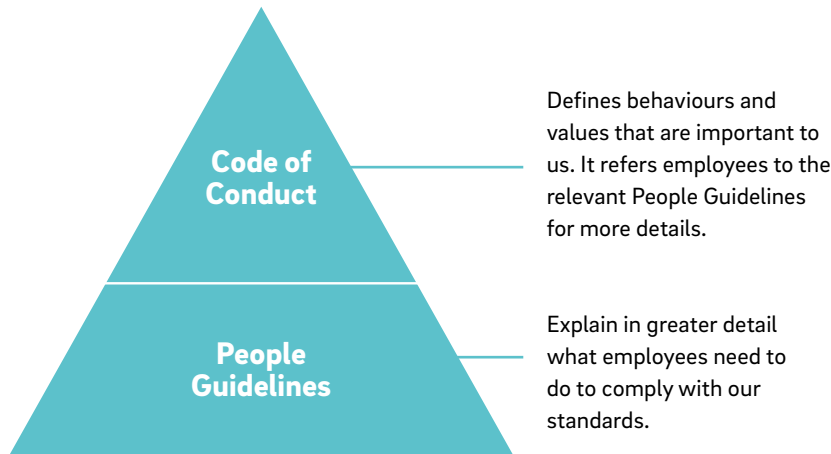 Code of
Conduct
Defines behaviours and
values that are important to
us. It refers employees to the
relevant People Guidelines
for more details.
People
Guidelines
Explain in greater detail
what employees need to
do to comply with our
standards.